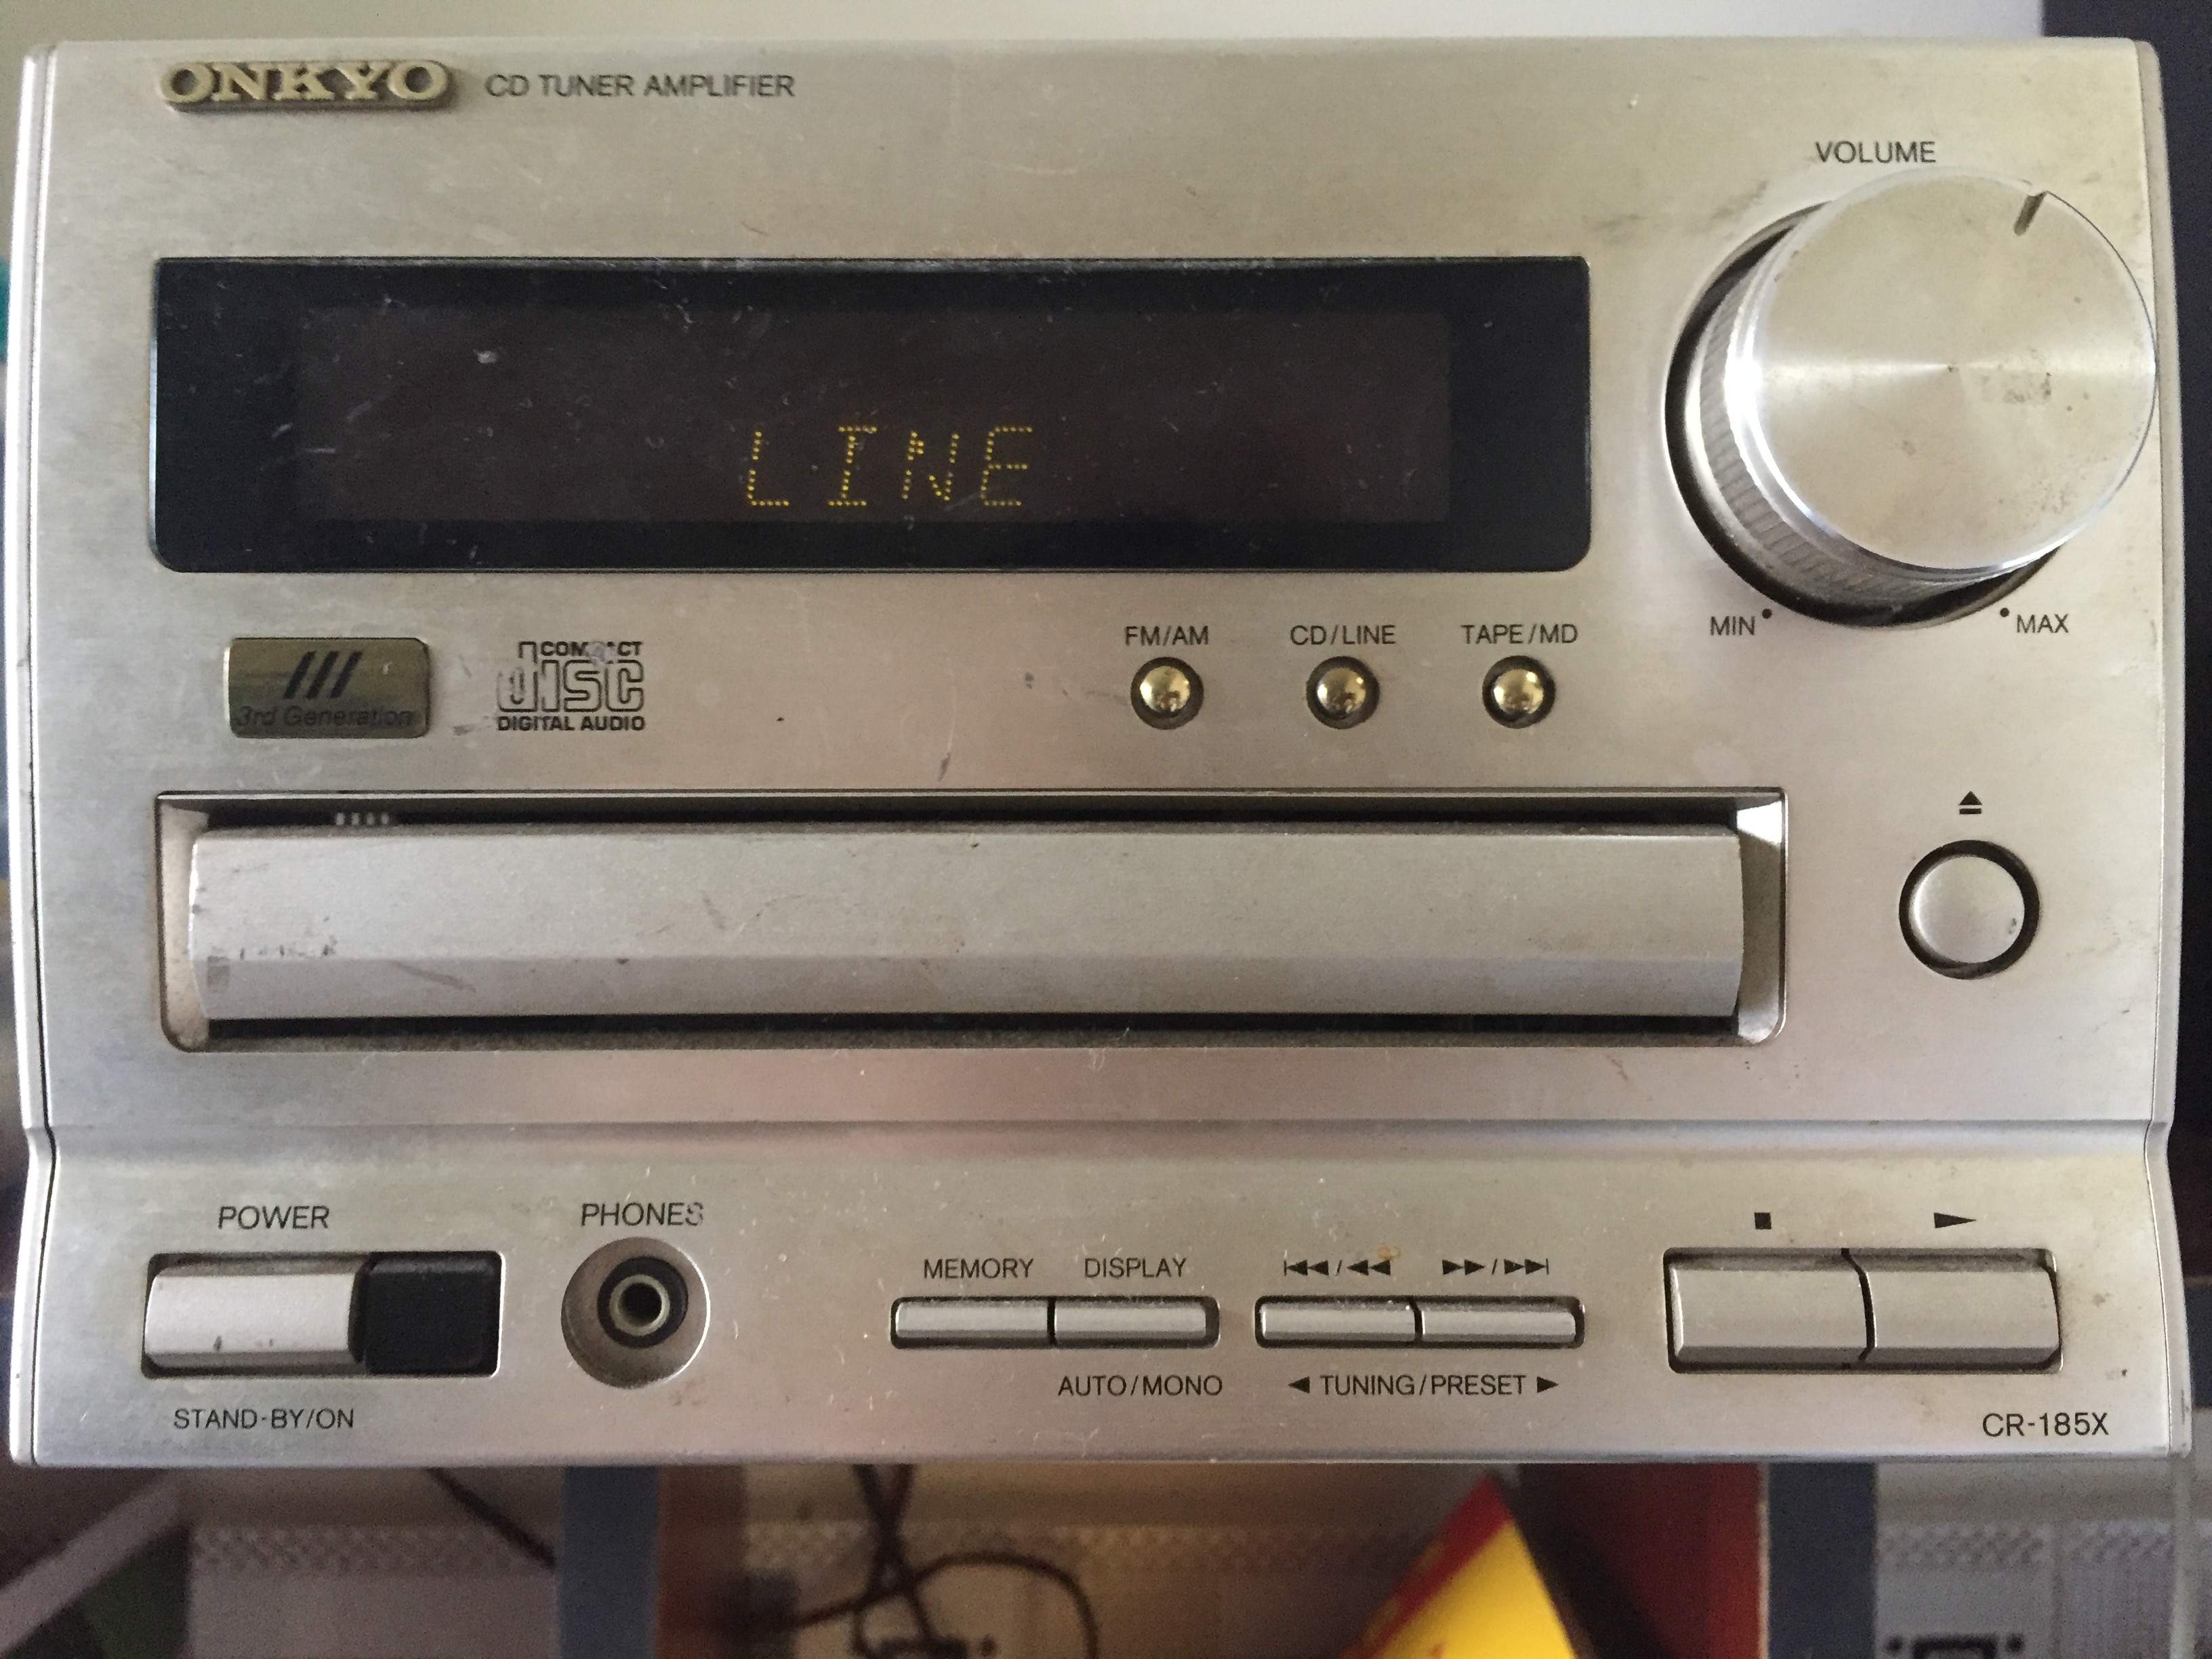 ONKYO CD TUNER AMPLIFIER
VOLUME
LINE
MIN MAX
FM/AM CD/LINE TAPE/MD
3rd Generation
COMPACT
disc
DIGITAL AUDIO
POWER
PHONES
MEMORY DISPLAY
AUTO/MONO
TUNING/PRESET
STAND-BY/ON
CR-185X